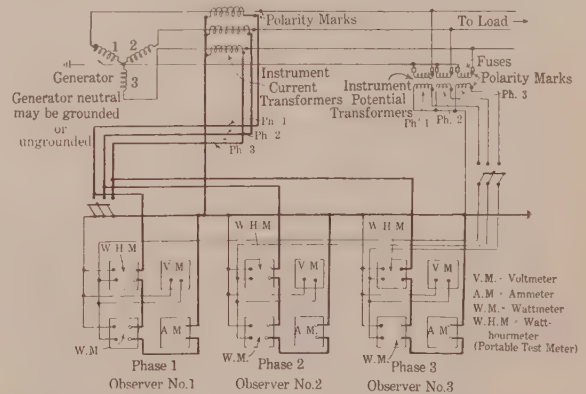 Polarity Marks
To Load
1 2
3
Generator
Generator neutral
may be grounded
or
ungrounded
Instrument
Current
Transformers
Fuses
Polarity Marks
Instrument
Potential
Transformers
Ph. 3
Ph' 1
Ph. 2
Ph 1
Ph 2
Ph 3
W H M
V M
W H M
V M
W H M
V M
A M
A M
A M
W.M
W.M.
W.M.
V.M. - Voltmeter
A.M - Ammeter
W.M. - Wattmeter
W.H.M - Watt-
hourmeter
(Portable Test Meter)
Phase 1
Observer No.1
Phase 2
Observer No.2
Phase 3
Observer No.3